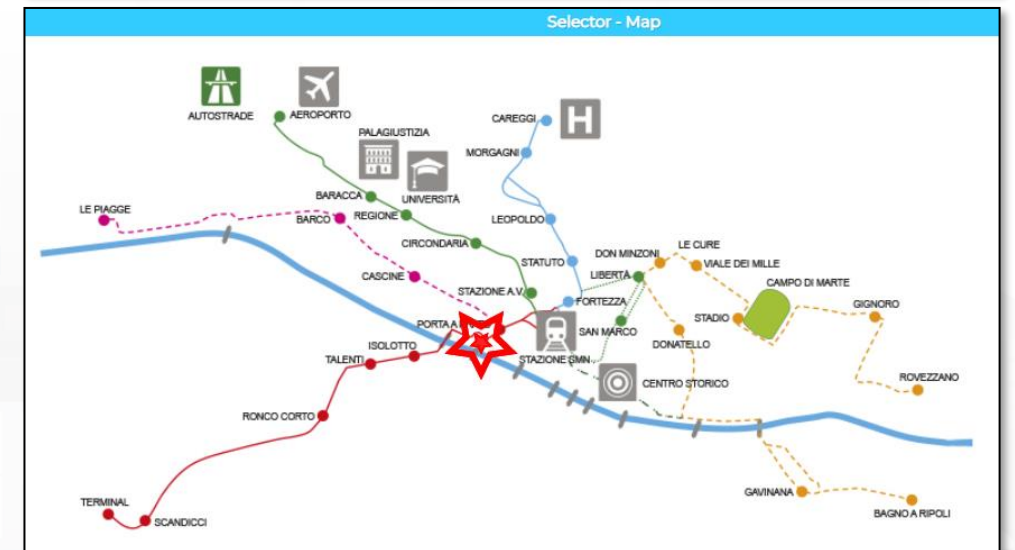 Selector - Map
AUTOSTRADE
AEROPORTO
PALAGIUSTIZIA
CAREGGI
H
MORGAGNI
BARACCA
UNIVERSITÀ
LE PIAGGE
BARCO
REGIONE
LEOPOLDO
CIRCONDARIA
STATUTO
DON MINZONI
LE CURE
VIALE DEI MILLE
CASCINE
LIBERTÀ
CAMPO DI MARTE
STAZIONE A.V.
FORTEZZA
GIGNORO
PORTA A
SAN MARCO
STADIO
ISOLOTTO
TALENTI
STAZIONE SMN
DONATELLO
CENTRO STORICO
ROVEZZANO
RONCO CORTO
GAVINANA
BAGNO A RIPOLI
TERMINAL
SCANDICCI